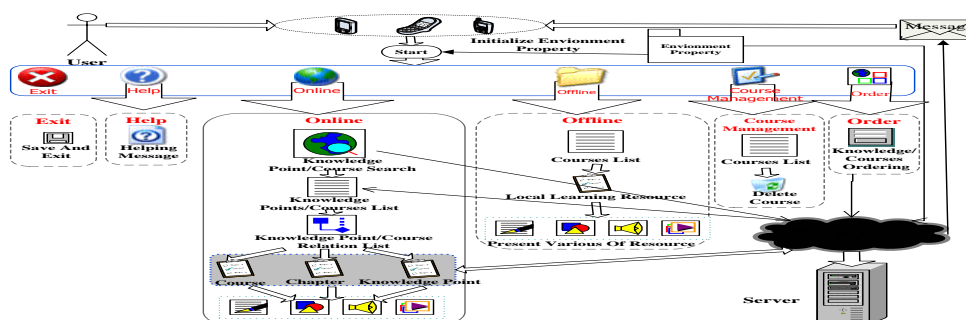 Message
User
Initialize Envionment
Property
Start
Envionment
Property
Exit
Help
Online
Offline
Course
Management
Order
Exit
Save And
Exit
Help
Helping
Message
Online
Knowledge
Point/Course Search
Knowledge
Points/Courses List
Knowledge Point/Course
Relation List
Course
Chapter
Knowledge Point
Offline
Courses List
Local Learning Resource
Present Various Of Resource
Course
Management
Courses List
Delete
Course
Order
Knowledge/
Courses
Ordering
Server